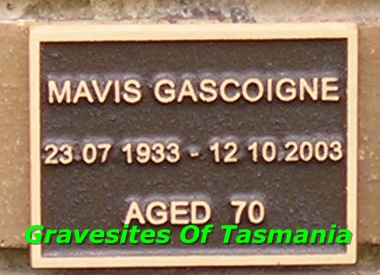 MAVIS GASCOIGNE
23 07 1933 - 12 10 2003
AGED 70
Gravesites Of Tasmania